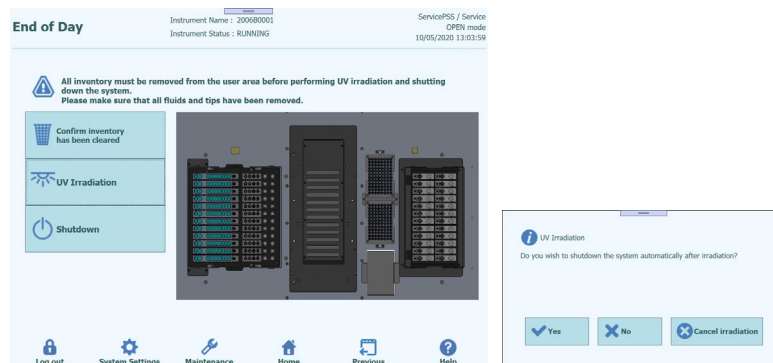 End of Day
Instrument Name : 2006B0001
Instrument Status : RUNNING
ServicePSS / Service
OPEN mode
10/05/2020 13:03:59
All inventory must be removed from the user area before performing UV irradiation and shutting
down the system.
Please make sure that all fluids and tips have been removed.
Confirm inventory
has been cleared
UV Irradiation
Shutdown
Log out
System Settings
Maintenance
Home
Previous
Help
UV Irradiation
Do you wish to shutdown the system automatically after irradiation?
Yes
No
Cancel irradiation